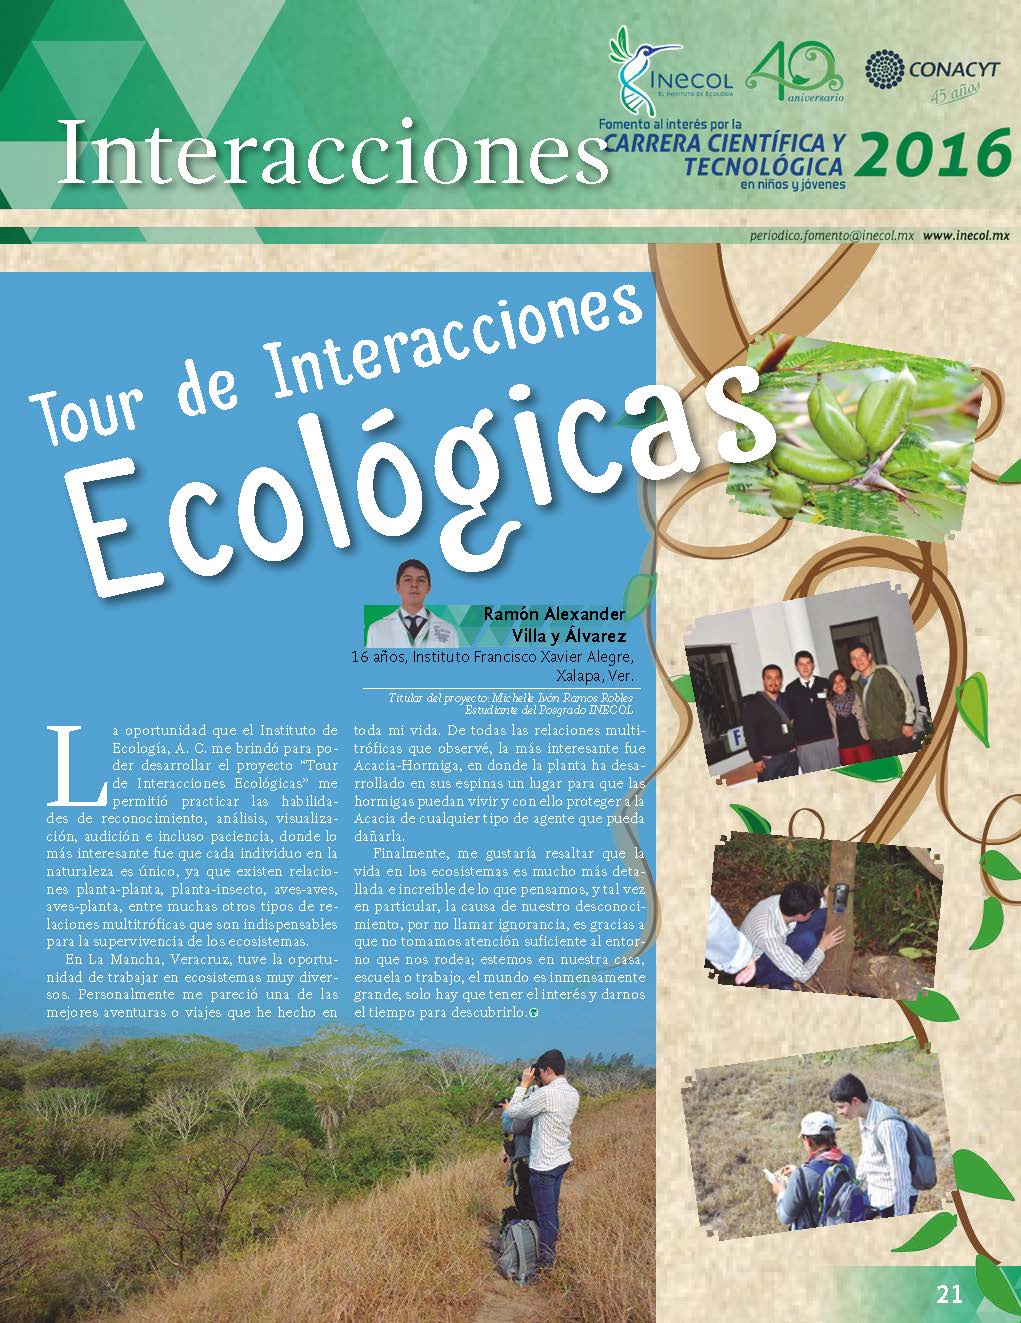 INECOL
EL INSTITUTO DE ECOLOGÍA
40
aniversario
CONACYT
45 años
Interacciones
Fomento al interés por la
CARRERA CIENTÍFICA Y
TECNOLÓGICA
en niños y jóvenes
2016
periodico.fomento@inecol.mx www.inecol.mx
Tour de Interacciones
Ecológicas
Ramón Alexander
Villa y Álvarez
16 años, Instituto Francisco Xavier Alegre,
Xalapa, Ver.
Titular del proyecto: Michelle Ivón Ramos Robles
Estudiante del Posgrado INECOL
La oportunidad que el Instituto de
Ecología, A. C. me brindó para po-
der desarrollar el proyecto “Tour
de Interacciones Ecológicas” me
permitió practicar las habilida-
des de reconocimiento, análisis, visualiza-
ción, audición e incluso paciencia, donde lo
más interesante fue que cada individuo en la
naturaleza es único, ya que existen relacio-
nes planta-planta, planta-insecto, aves-aves,
aves-planta, entre muchas otros tipos de re-
laciones multitróficas que son indispensables
para la supervivencia de los ecosistemas.
En La Mancha, Veracruz, tuve la oportu-
nidad de trabajar en ecosistemas muy diver-
sos. Personalmente me pareció una de las
mejores aventuras o viajes que he hecho en
toda mi vida. De todas las relaciones multi-
tróficas que observé, la más interesante fue
Acacia-Hormiga, en donde la planta ha desa-
rrollado en sus espinas un lugar para que las
hormigas puedan vivir y con ello proteger a la
Acacia de cualquier tipo de agente que pueda
dañarla.
Finalmente, me gustaría resaltar que la
vida en los ecosistemas es mucho más deta-
llada e increíble de lo que pensamos, y tal vez
en particular, la causa de nuestro desconoci-
miento, por no llamar ignorancia, es gracias a
que no tomamos atención suficiente al entor-
no que nos rodea; estemos en nuestra casa,
escuela o trabajo, el mundo es inmensamente
grande, solo hay que tener el interés y darnos
el tiempo para descubrirlo.
21